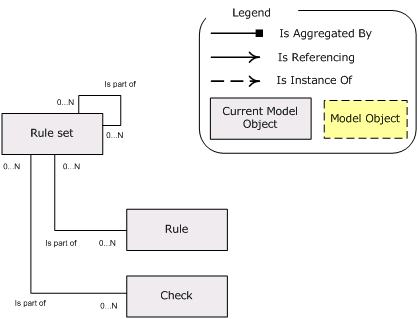 Legend
Is Aggregated By
Is Referencing
Is Instance Of
Current Model
Object
Model Object
Is part of
0...N
0...N
Rule set
0...N
0...N
Rule
Is part of
0...N
Check
Is part of
0...N